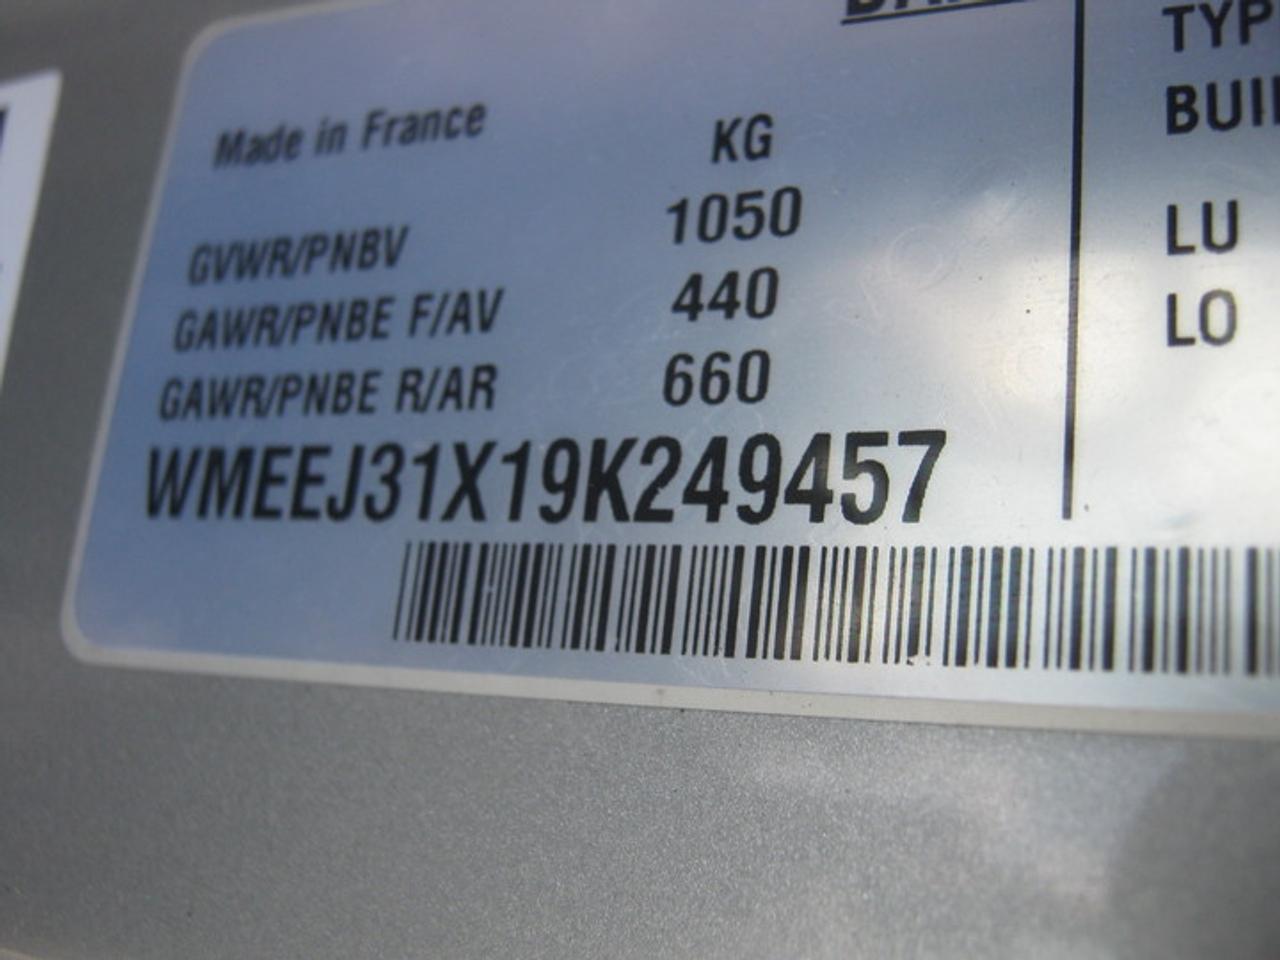 Made in France
KG
GVWR/PNBV 1050
GAWR/PNBE F/AV 440
GAWR/PNBE R/AR 660
WMEEJ31X19K249457
TYP
BUI
LU
LO